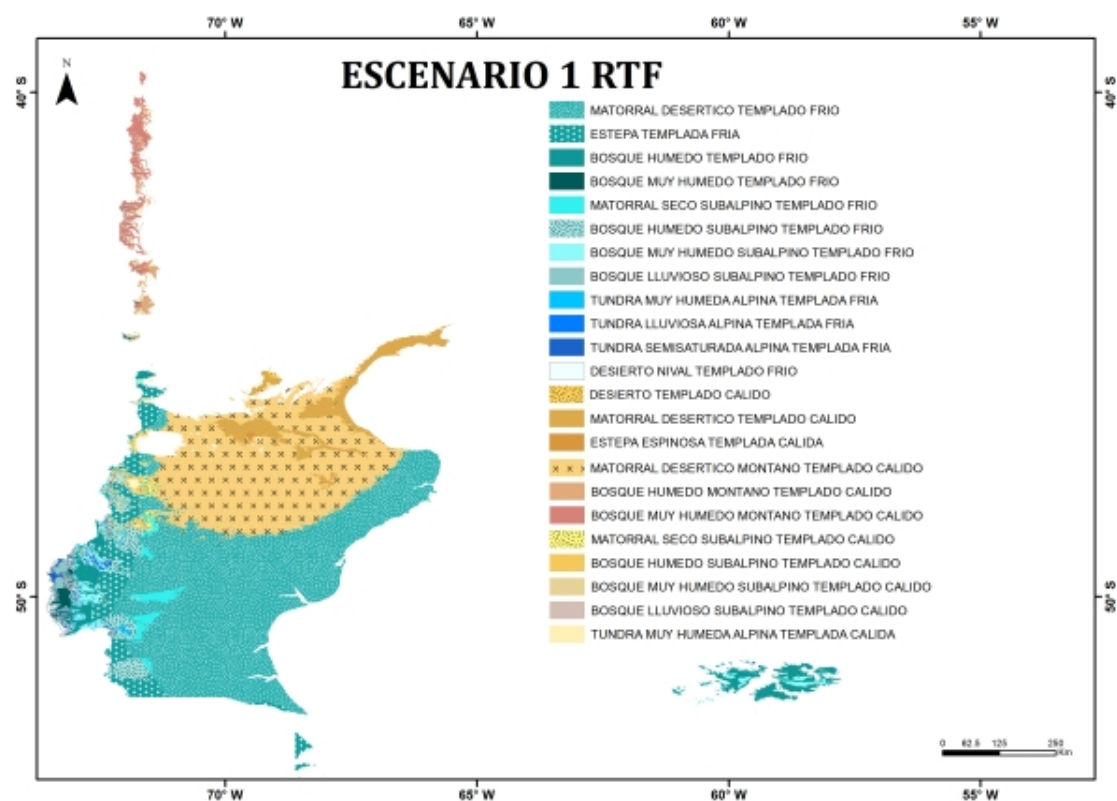 70° W 65° W 60° W 55° W
N
ESCENARIO 1 RTF
40° S 40° S
MATORRAL DESERTICO TEMPLADO FRIO
ESTEPA TEMPLADA FRIA
BOSQUE HUMEDO TEMPLADO FRIO
BOSQUE MUY HUMEDO TEMPLADO FRIO
MATORRAL SECO SUBALPINO TEMPLADO FRIO
BOSQUE HUMEDO SUBALPINO TEMPLADO FRIO
BOSQUE MUY HUMEDO SUBALPINO TEMPLADO FRIO
BOSQUE LLUVIOSO SUBALPINO TEMPLADO FRIO
TUNDRA MUY HUMEDA ALPINA TEMPLADA FRIA
TUNDRA LLUVIOSA ALPINA TEMPLADA FRIA
TUNDRA SEMISATURADA ALPINA TEMPLADA FRIA
DESIERTO NIVAL TEMPLADO FRIO
DESIERTO TEMPLADO CALIDO
MATORRAL DESERTICO TEMPLADO CALIDO
ESTEPA ESPINOSA TEMPLADA CALIDA
MATORRAL DESERTICO MONTANO TEMPLADO CALIDO
BOSQUE HUMEDO MONTANO TEMPLADO CALIDO
BOSQUE MUY HUMEDO MONTANO TEMPLADO CALIDO
MATORRAL SECO SUBALPINO TEMPLADO CALIDO
BOSQUE HUMEDO SUBALPINO TEMPLADO CALIDO
BOSQUE MUY HUMEDO SUBALPINO TEMPLADO CALIDO
50° S 50° S
BOSQUE LLUVIOSO SUBALPINO TEMPLADO CALIDO
TUNDRA MUY HUMEDA ALPINA TEMPLADA CALIDA
0 62.5 125 250
Km
70° W 65° W 60° W 55° W